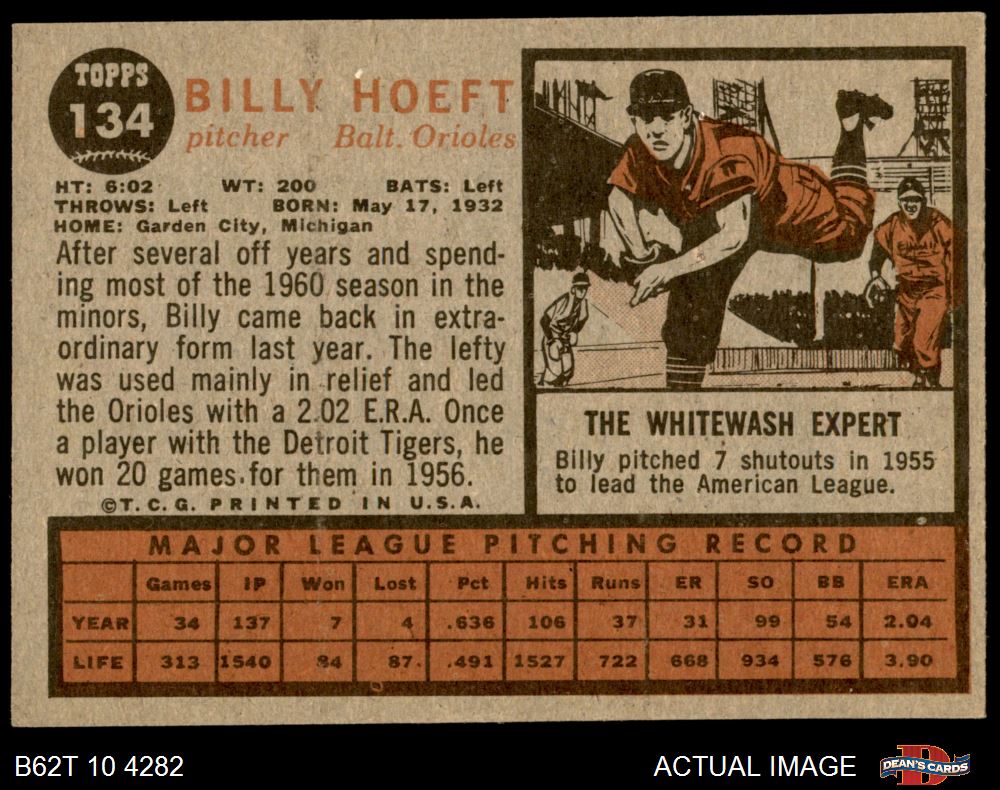 TOPPS
134
BILLY HOEFT
pitcher Balt. Orioles
HT: 6:02 WT: 200 BATS: Left
THROWS: Left BORN: May 17, 1932
HOME: Garden City, Michigan
After several off years and spend-
ing most of the 1960 season in the
minors, Billy came back in extra-
ordinary form last year. The lefty
was used mainly in relief and led
the Orioles with a 2.02 E.R.A. Once
a player with the Detroit Tigers, he
won 20 games for them in 1956.
©T.C.G. PRINTED IN U.S.A.
THE WHITEWASH EXPERT
Billy pitched 7 shutouts in 1955
to lead the American League.
MAJOR LEAGUE PITCHING RECORD
Games IP Won Lost Pct Hits Runs ER SO BB ERA
YEAR 34 137 7 4 .636 106 37 31 99 54 2.04
LIFE 313 1540 84 87 .491 1527 722 668 934 576 3.90
B62T 10 4282
ACTUAL IMAGE
D
DEAN'S CARDS